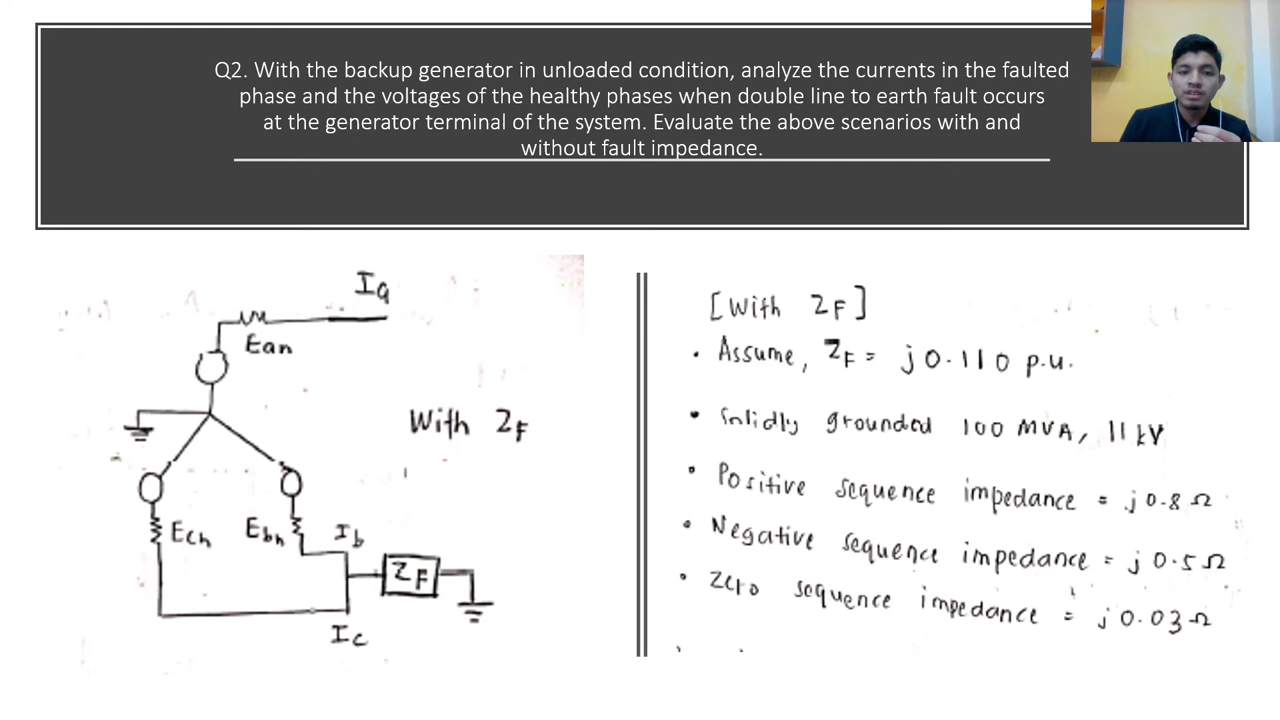 Q2. With the backup generator in unloaded condition, analyze the currents in the faulted
phase and the voltages of the healthy phases when double line to earth fault occurs
at the generator terminal of the system. Evaluate the above scenarios with and
without fault impedance.
Ia
Ean
With ZF
Ecn
Ebn
Ib
ZF
Ic
[With ZF]
• Assume, ZF = j0.110 p.u.
• Solidly grounded 100 MVA, 11 kV
• Positive sequence impedance = j0.8 Ω
• Negative sequence impedance = j0.5 Ω
• Zero sequence impedance = j0.03 Ω